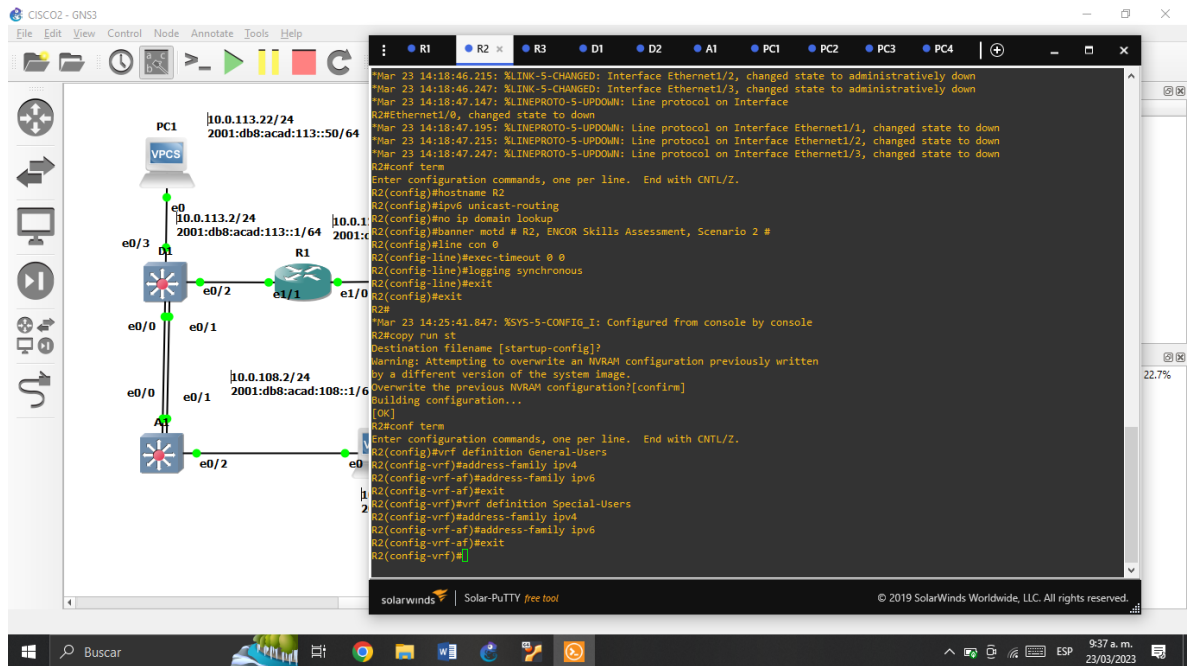 CISCO2 - GNS3
File Edit View Control Node Annotate Tools Help
R1 R2 × R3 D1 D2 A1 PC1 PC2 PC3 PC4
*Mar 23 14:18:46.215: %LINK-5-CHANGED: Interface Ethernet1/2, changed state to administratively down
*Mar 23 14:18:46.247: %LINK-5-CHANGED: Interface Ethernet1/3, changed state to administratively down
*Mar 23 14:18:47.147: %LINEPROTO-5-UPDOWN: Line protocol on Interface
R2#Ethernet1/0, changed state to down
*Mar 23 14:18:47.195: %LINEPROTO-5-UPDOWN: Line protocol on Interface Ethernet1/1, changed state to down
*Mar 23 14:18:47.215: %LINEPROTO-5-UPDOWN: Line protocol on Interface Ethernet1/2, changed state to down
*Mar 23 14:18:47.247: %LINEPROTO-5-UPDOWN: Line protocol on Interface Ethernet1/3, changed state to down
R2#conf term
Enter configuration commands, one per line.  End with CNTL/Z.
R2(config)#hostname R2
R2(config)#ipv6 unicast-routing
R2(config)#no ip domain lookup
R2(config)#banner motd # R2, ENCOR Skills Assessment, Scenario 2 #
R2(config)#line con 0
R2(config-line)#exec-timeout 0 0
R2(config-line)#logging synchronous
R2(config-line)#exit
R2(config)#exit
R2#
*Mar 23 14:25:41.847: %SYS-5-CONFIG_I: Configured from console by console
R2#copy run st
Destination filename [startup-config]?
Warning: Attempting to overwrite an NVRAM configuration previously written
by a different version of the system image.
Overwrite the previous NVRAM configuration?[confirm]
Building configuration...
[OK]
R2#conf term
Enter configuration commands, one per line.  End with CNTL/Z.
R2(config)#vrf definition General-Users
R2(config-vrf)#address-family ipv4
R2(config-vrf-af)#address-family ipv6
R2(config-vrf-af)#exit
R2(config-vrf)#vrf definition Special-Users
R2(config-vrf)#address-family ipv4
R2(config-vrf-af)#address-family ipv6
R2(config-vrf-af)#exit
R2(config-vrf)#
solarwinds Solar-PuTTY free tool
© 2019 SolarWinds Worldwide, LLC. All rights reserved.
PC1
10.0.113.22/24
2001:db8:acad:113::50/64
VPCS
e0
10.0.113.2/24
2001:db8:acad:113::1/64
10.0.1
2001:
e0/3
D1
R1
e0/2
e1/1
e1/0
e0/0
e0/1
10.0.108.2/24
2001:db8:acad:108::1/6
e0/0
e0/1
A1
e0/2
e0
22.7%
Buscar
ESP
9:37 a. m.
23/03/2023